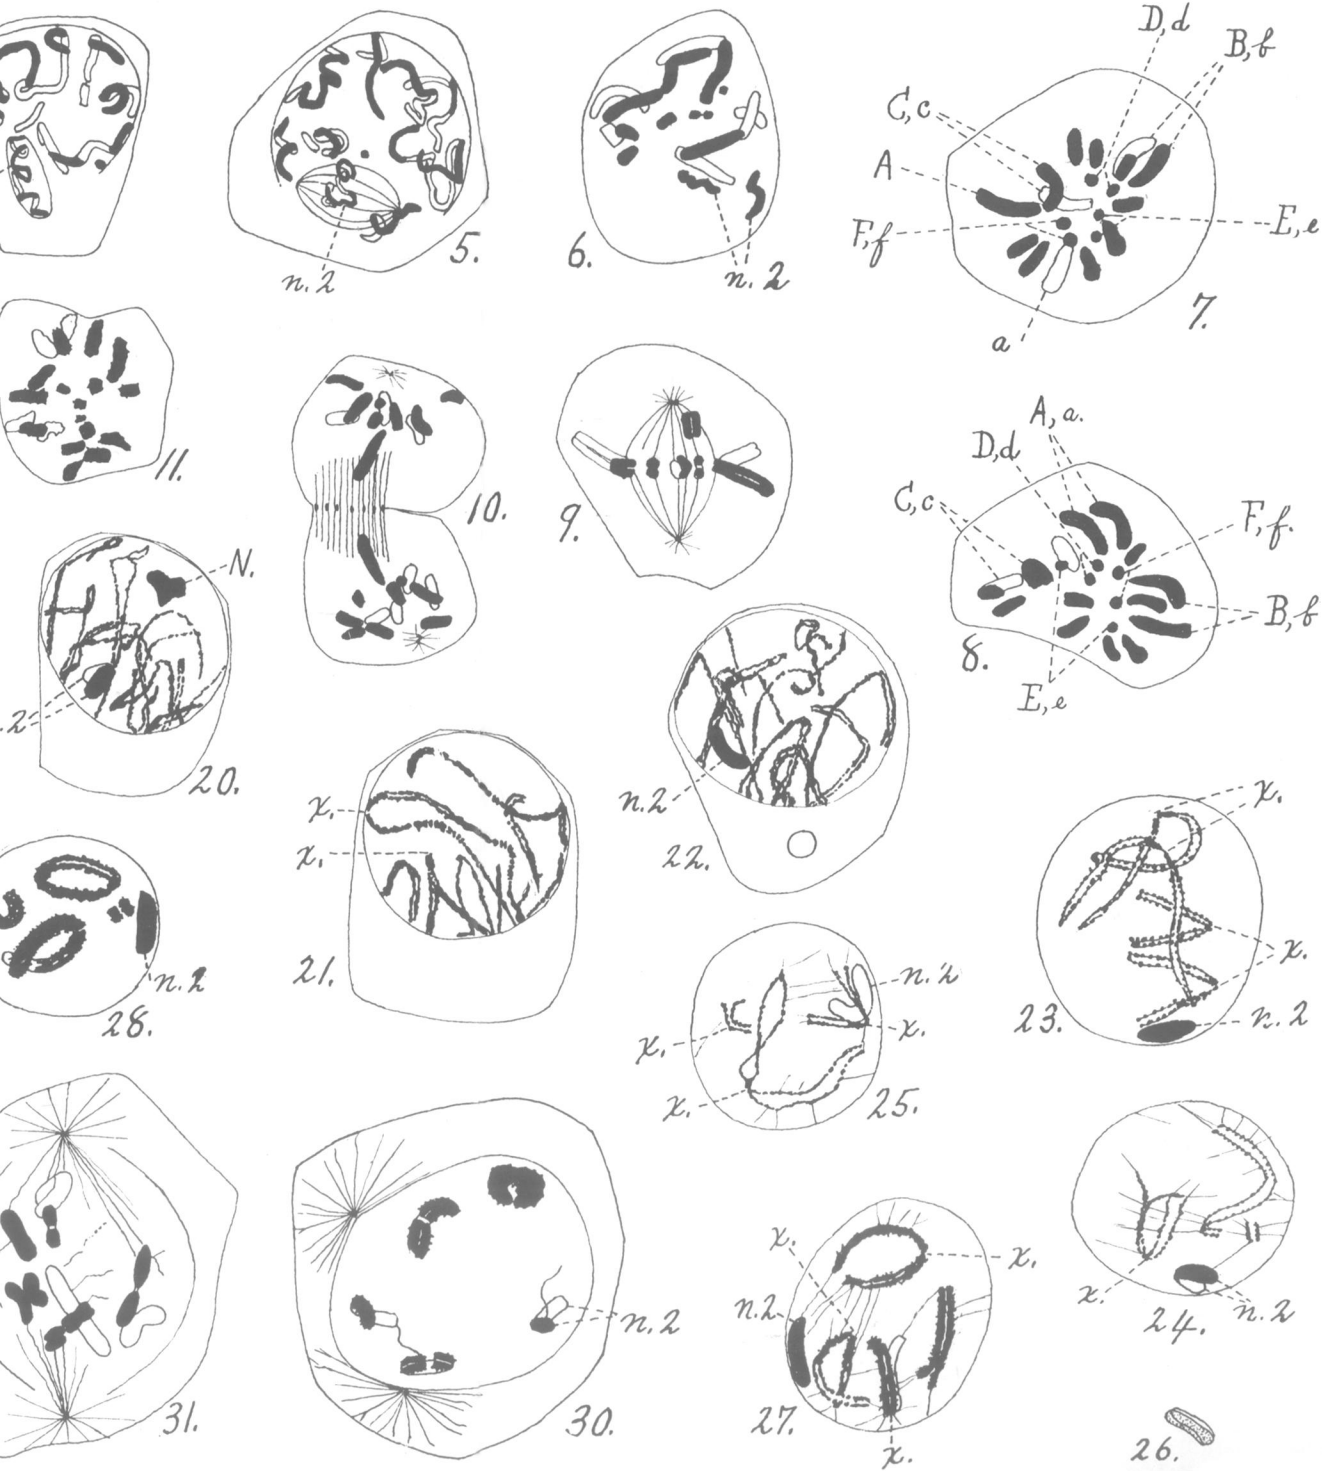 D,d
B,b
C,c
A
F,f
E,e
a
n.2
5.
6.
n.2
7.
11.
10.
9.
A,a.
D,d
C,c
F,f.
B,b
8.
E,e
N.
2
20.
n.2
22.
x.
x.
21.
x.
x.
n.2
23.
n.2
28.
n.2
x.
x.
x.
25.
31.
n.2
30.
x.
x.
n.2
27.
x.
x.
n.2
24.
26.